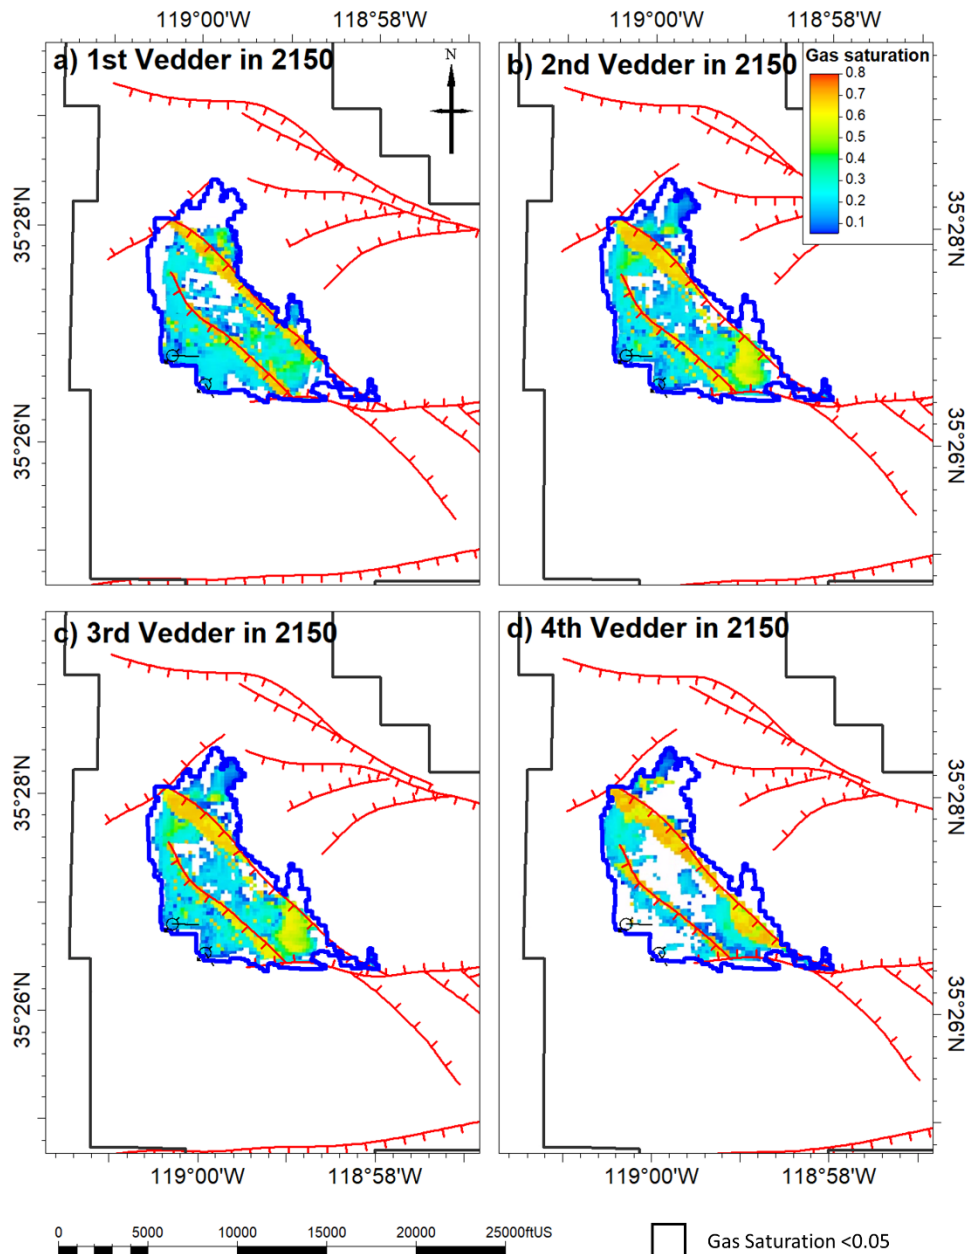 119°00'W 118°58'W 119°00'W 118°58'W
a) 1st Vedder in 2150
N
b) 2nd Vedder in 2150
Gas saturation
0.8
0.7
0.6
0.5
0.4
0.3
0.2
0.1
35°28'N
35°26'N
35°28'N
35°26'N
c) 3rd Vedder in 2150
d) 4th Vedder in 2150
35°28'N
35°26'N
35°28'N
35°26'N
119°00'W 118°58'W 119°00'W 118°58'W
0 5000 10000 15000 20000 25000ftUS
Gas Saturation <0.05